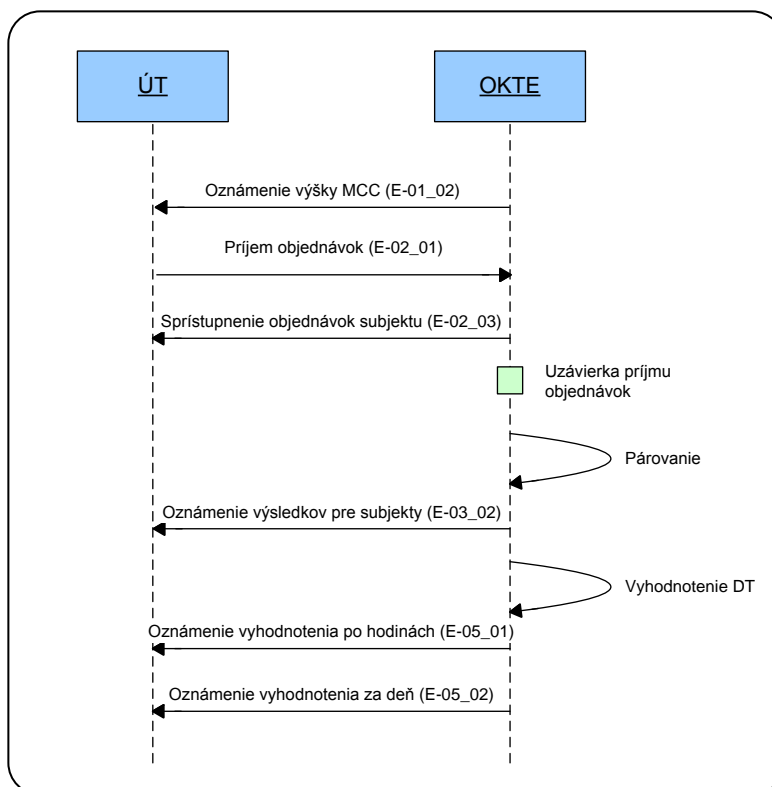 ÚT
OKTE
Oznámenie výšky MCC (E-01_02)
Príjem objednávok (E-02_01)
Sprístupnenie objednávok subjektu (E-02_03)
Uzávierka príjmu
objednávok
Párovanie
Oznámenie výsledkov pre subjekty (E-03_02)
Vyhodnotenie DT
Oznámenie vyhodnotenia po hodinách (E-05_01)
Oznámenie vyhodnotenia za deň (E-05_02)